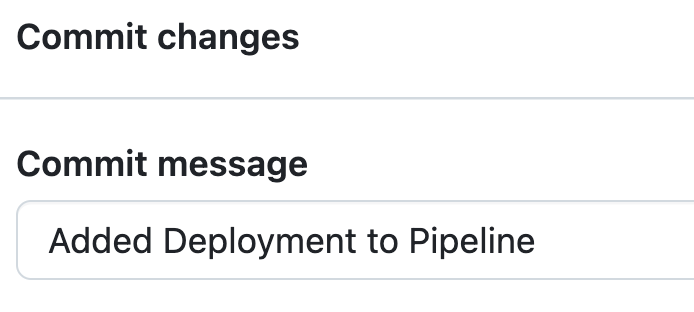 Commit changes
Commit message
Added Deployment to Pipeline